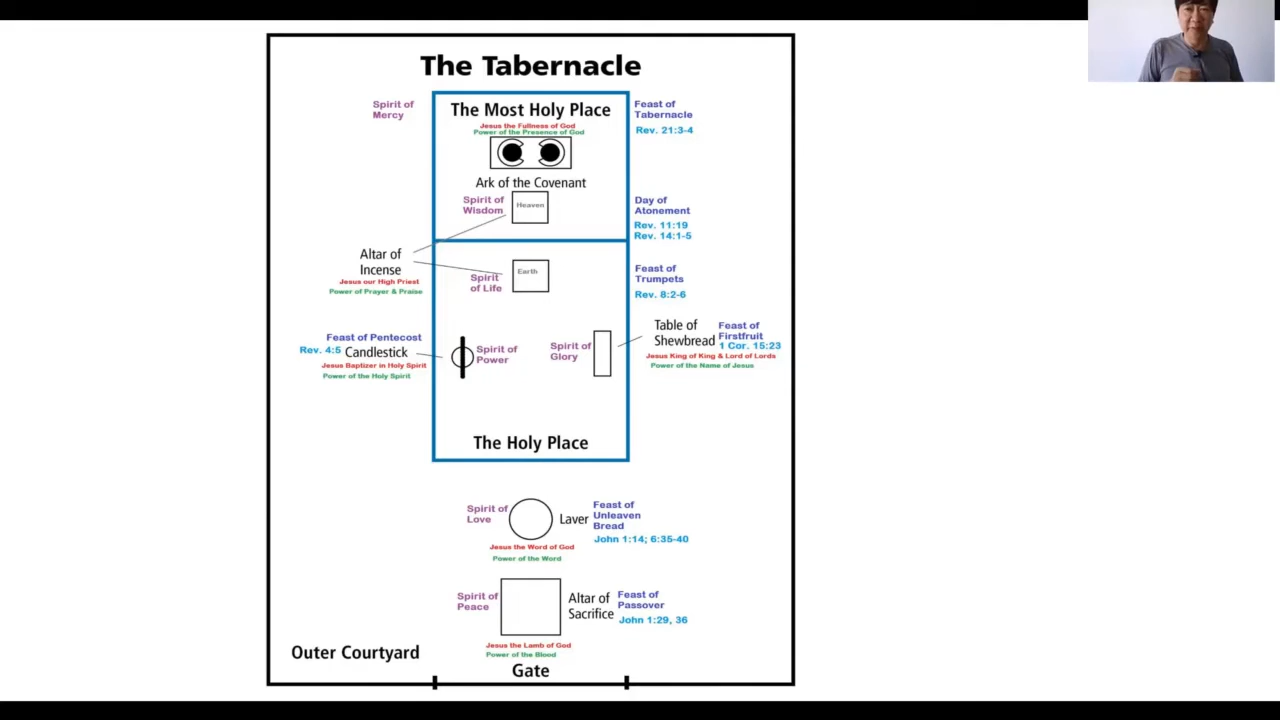 The Tabernacle
Spirit of
Mercy
The Most Holy Place
Jesus the Fullness of God
Power of the Presence of God
Feast of
Tabernacle
Rev. 21:3-4
Ark of the Covenant
Spirit of
Wisdom
Heaven
Day of
Atonement
Rev. 11:19
Rev. 14:1-5
Altar of
Incense
Jesus our High Priest
Power of Prayer & Praise
Spirit
of Life
Earth
Feast of
Trumpets
Rev. 8:2-6
Feast of Pentecost
Rev. 4:5 Candlestick
Jesus Baptizer in Holy Spirit
Power of the Holy Spirit
Spirit of
Power
Spirit of
Glory
Table of
Shewbread
Feast of
Firstfruit
1 Cor. 15:23
Jesus King of King & Lord of Lords
Power of the Name of Jesus
The Holy Place
Spirit of
Love
Laver
Feast of
Unleaven
Bread
John 1:14; 6:35-40
Jesus the Word of God
Power of the Word
Spirit of
Peace
Altar of
Sacrifice
Feast of
Passover
John 1:29, 36
Jesus the Lamb of God
Power of the Blood
Outer Courtyard
Gate